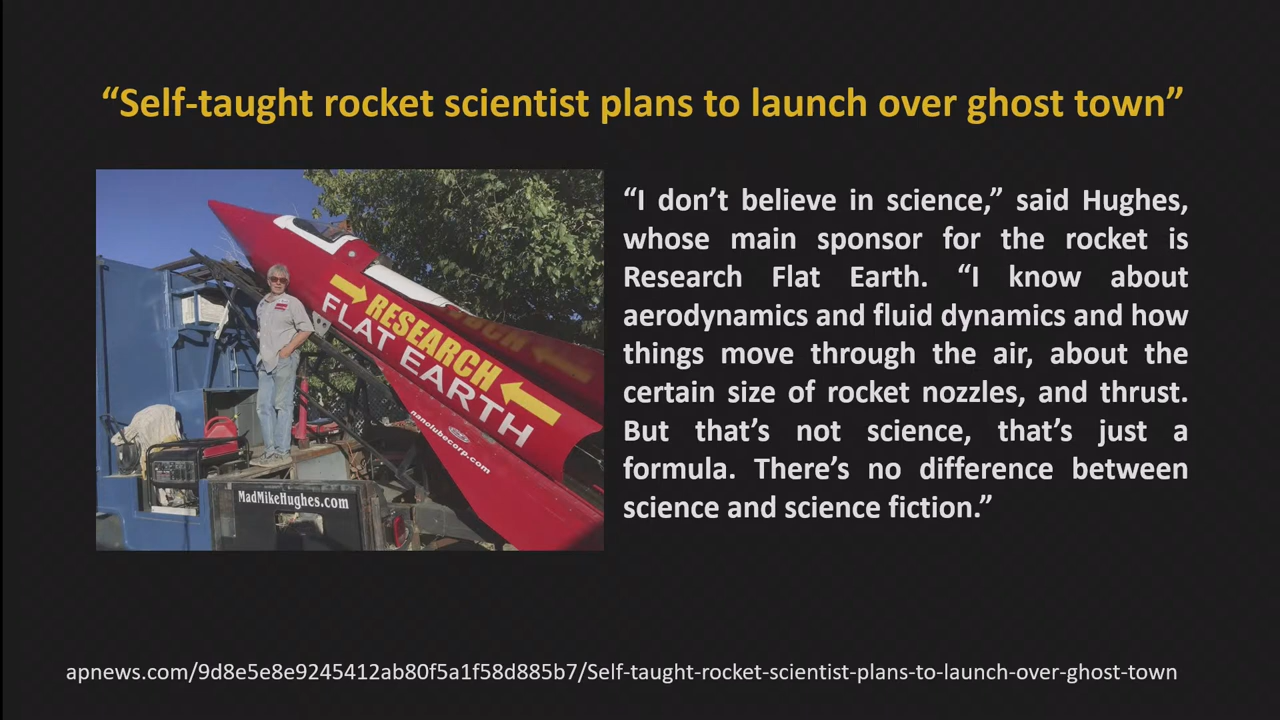 “Self-taught rocket scientist plans to launch over ghost town”
RESEARCH
FLAT EARTH
nanolubecorp.com
MadMikeHughes.com
“I don’t believe in science,” said Hughes,
whose main sponsor for the rocket is
Research Flat Earth. “I know about
aerodynamics and fluid dynamics and how
things move through the air, about the
certain size of rocket nozzles, and thrust.
But that’s not science, that’s just a
formula. There’s no difference between
science and science fiction.”
apnews.com/9d8e5e8e9245412ab80f5a1f58d885b7/Self-taught-rocket-scientist-plans-to-launch-over-ghost-town